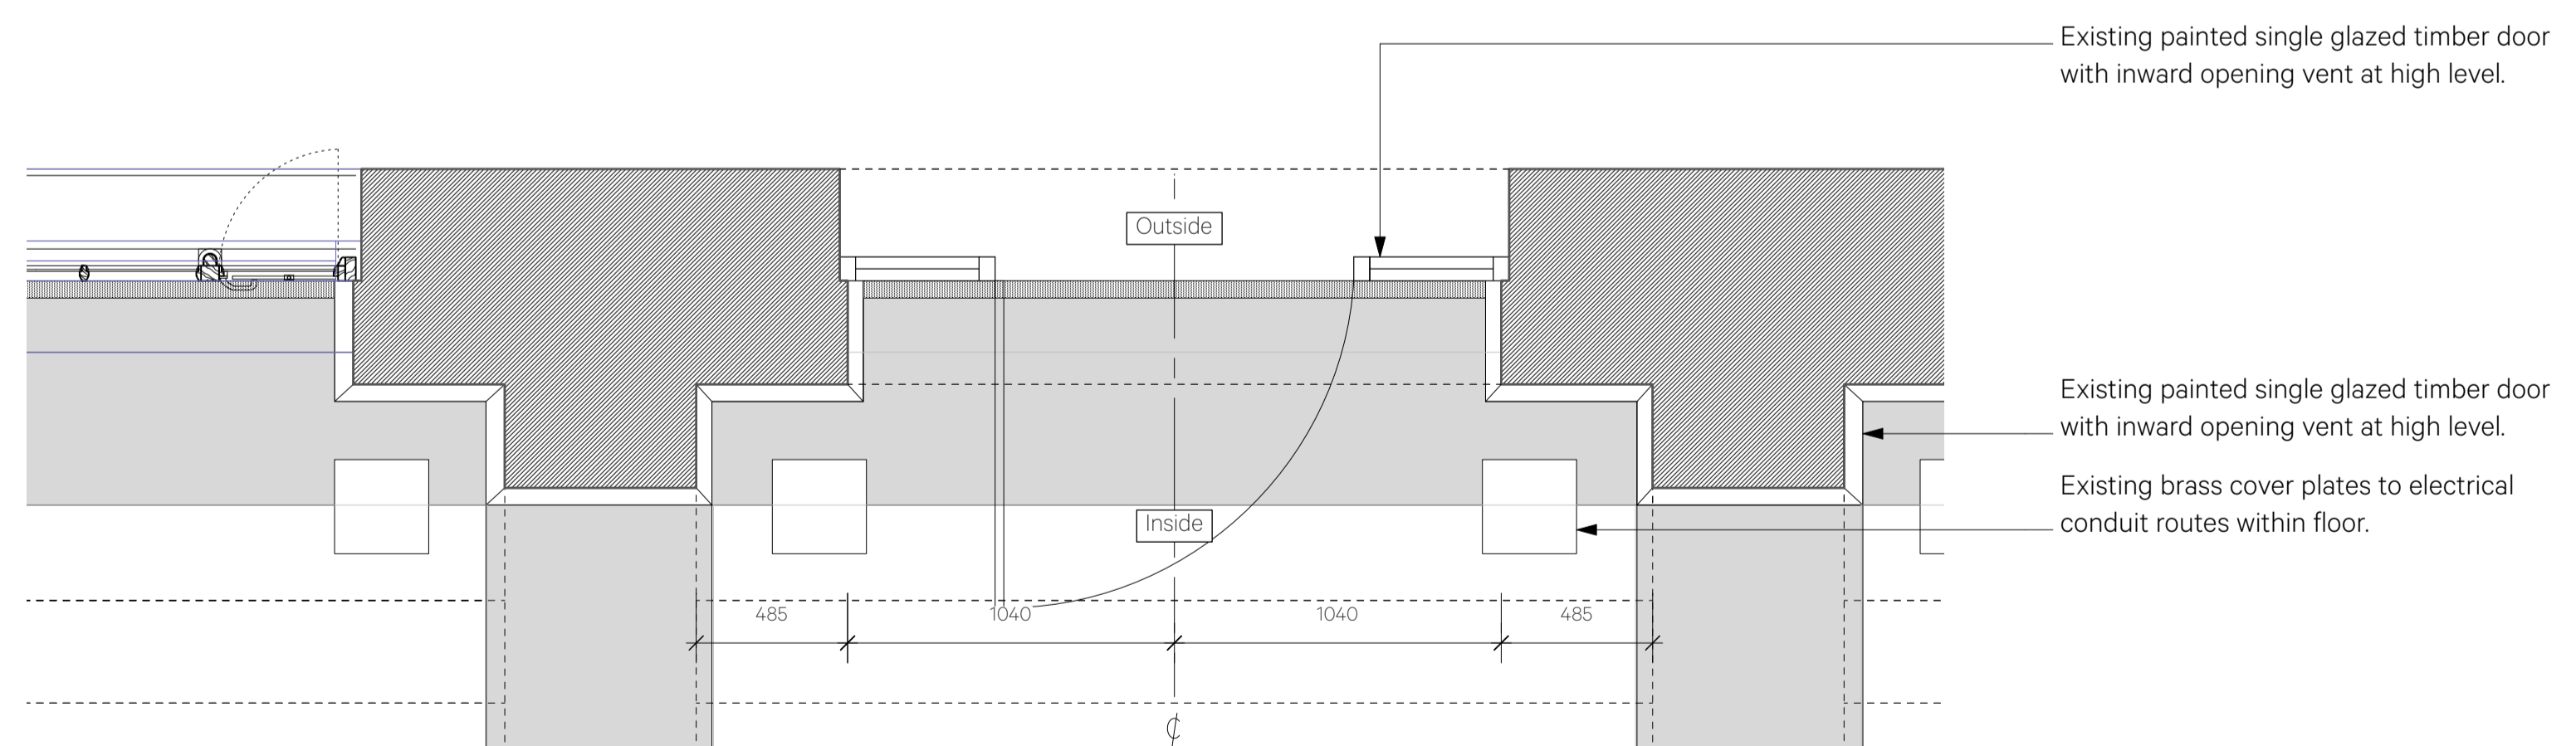 Existing painted single glazed timber door
with inward opening vent at high level.
Outside
Existing painted single glazed timber door
with inward opening vent at high level.
Existing brass cover plates to electrical
conduit routes within floor.
Inside
485
1040
1040
485
℄